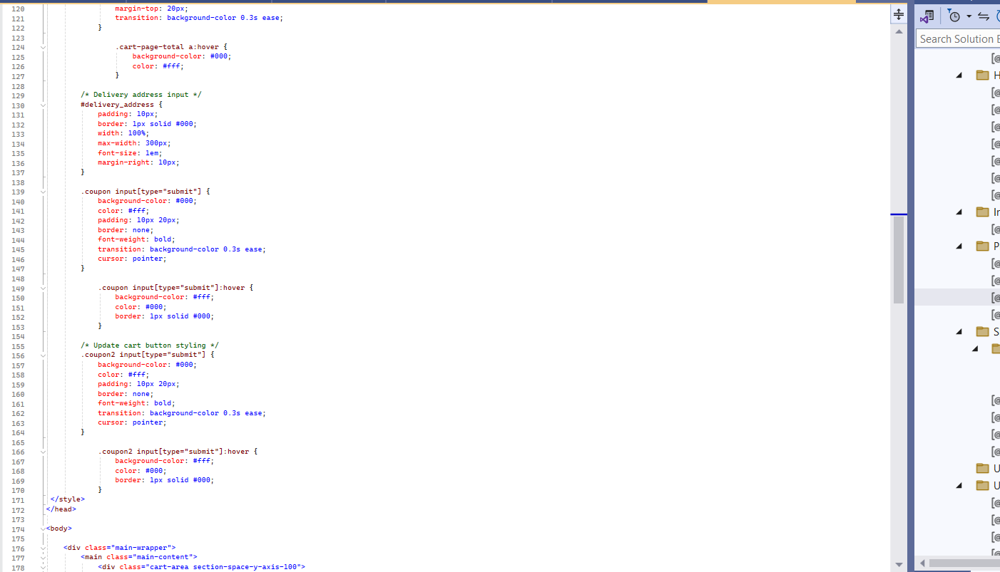 120 margin-top: 20px;
121 transition: background-color 0.3s ease;
122 }
123
124 .cart-page-total a:hover {
125 background-color: #000;
126 color: #fff;
127 }
128
129 /* Delivery address input */
130 #delivery_address {
131 padding: 10px;
132 border: 1px solid #000;
133 width: 100%;
134 max-width: 300px;
135 font-size: 1em;
136 margin-right: 10px;
137 }
138
139 .coupon input[type="submit"] {
140 background-color: #000;
141 color: #fff;
142 padding: 10px 20px;
143 border: none;
144 font-weight: bold;
145 transition: background-color 0.3s ease;
146 cursor: pointer;
147 }
148
149 .coupon input[type="submit"]:hover {
150 background-color: #fff;
151 color: #000;
152 border: 1px solid #000;
153 }
154
155 /* Update cart button styling */
156 .coupon2 input[type="submit"] {
157 background-color: #000;
158 color: #fff;
159 padding: 10px 20px;
160 border: none;
161 font-weight: bold;
162 transition: background-color 0.3s ease;
163 cursor: pointer;
164 }
165
166 .coupon2 input[type="submit"]:hover {
167 background-color: #fff;
168 color: #000;
169 border: 1px solid #000;
170 }
171 </style>
172 </head>
173
174 <body>
175
176 <div class="main-wrapper">
177 <main class="main-content">
178 <div class="cart-area section-space-y-axis-100">
Search Solution E
[@
H
[@
[@
[@
[@
[@
[@
[@
In
[@
P
[@
[@
[@
[@
S
[@
[@
[@
[@
U
U
[@
[@
[@
[@